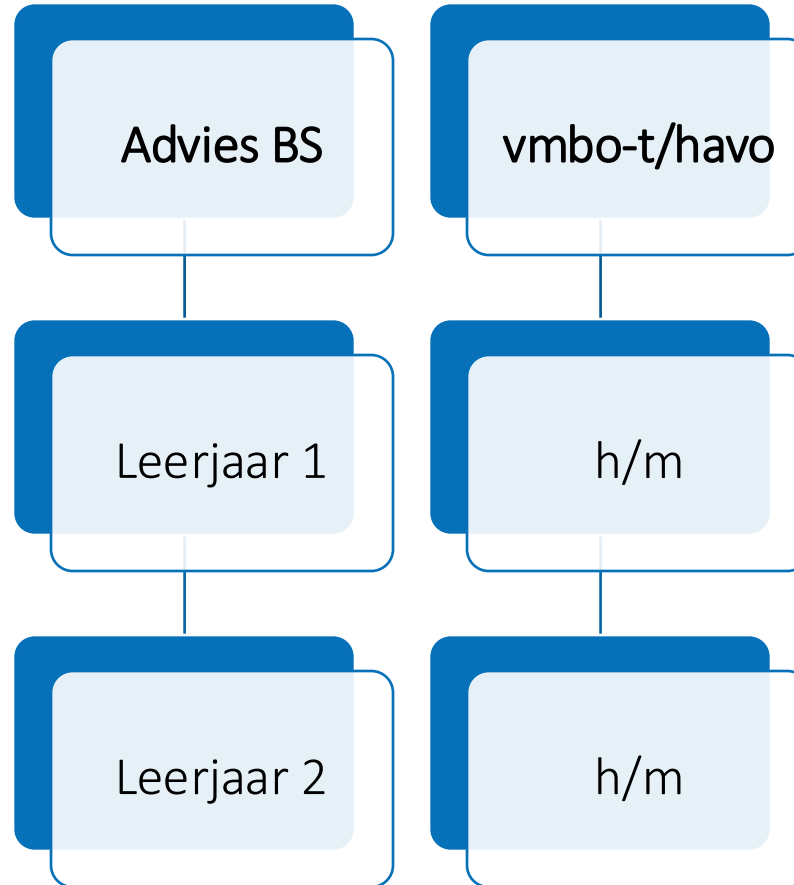 Advies BS
vmbo-t/havo
Leerjaar 1
h/m
Leerjaar 2
h/m